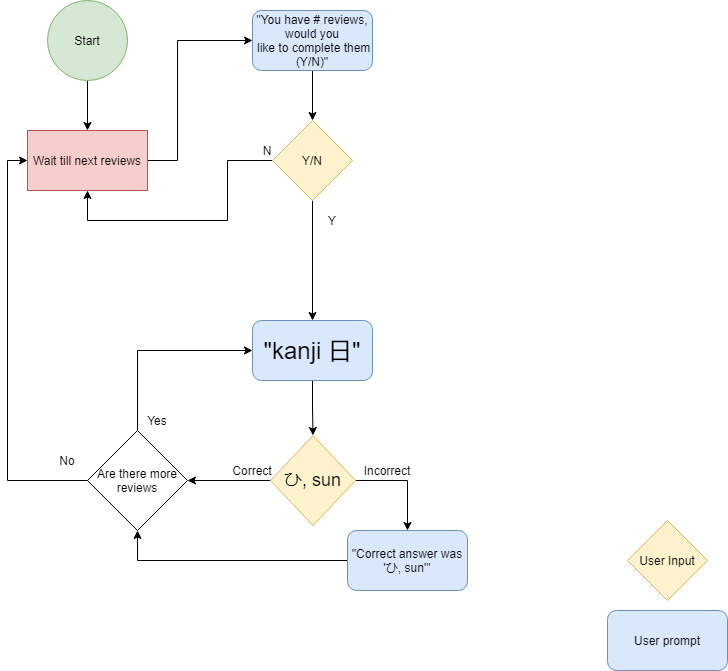 Start
"You have # reviews,
would you
like to complete them
(Y/N)"
Wait till next reviews
N
Y/N
Y
"kanji 日"
Yes
No
Are there more
reviews
Correct
ひ, sun
Incorrect
"Correct answer was
'ひ, sun'"
User Input
User prompt